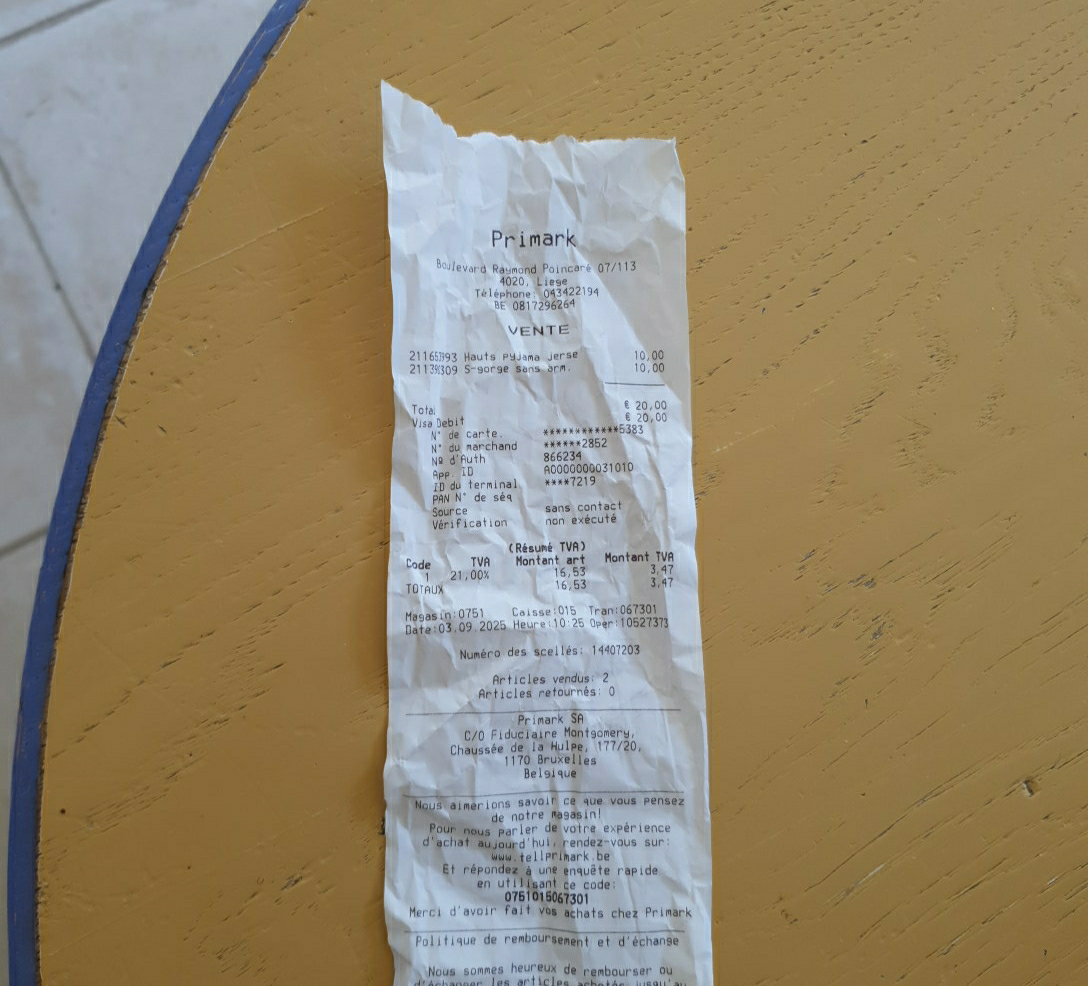 Primark
Boulevard Raymond Poincaré 07/113
4020, Liege
Téléphone: 043422194
BE 0817296264
VENTE
Hauts pyjama jerse 10,00
S-gorge sans arm. 10,00
Total € 20,00
Visa Debit € 20,00
N° de carte. ************5383
N° du marchand ******2852
Nº d'Auth 866234
App. ID A0000000031010
ID du terminal ****7219
PAN N° de séq
Source sans contact
Vérification non exécuté
(Résumé TVA)
Code TVA Montant art Montant TVA
1 21,00% 16,53 3,47
TOTAUX 16,53 3,47
Magasin:0751 Caisse:015 Tran:067301
Date:03.09.2025 Heure:10:25 Oper:10527373
Numéro des scellés: 14407203
Articles vendus: 2
Articles retournés: 0
Primark SA
C/O Fiduciaire Montgomery,
Chaussée de la Hulpe, 177/20,
1170 Bruxelles
Belgique
Nous aimerions savoir ce que vous pensez
de notre magasin!
Pour nous parler de votre expérience
d'achat aujourd'hui, rendez-vous sur:
www.tellprimark.be
Et répondez à une enquête rapide
en utilisant ce code:
0751015067301
Merci d'avoir fait vos achats chez Primark
Politique de remboursement et d'échange
Nous sommes heureux de rembourser ou
d'échanger les articles achetés jusqu'au